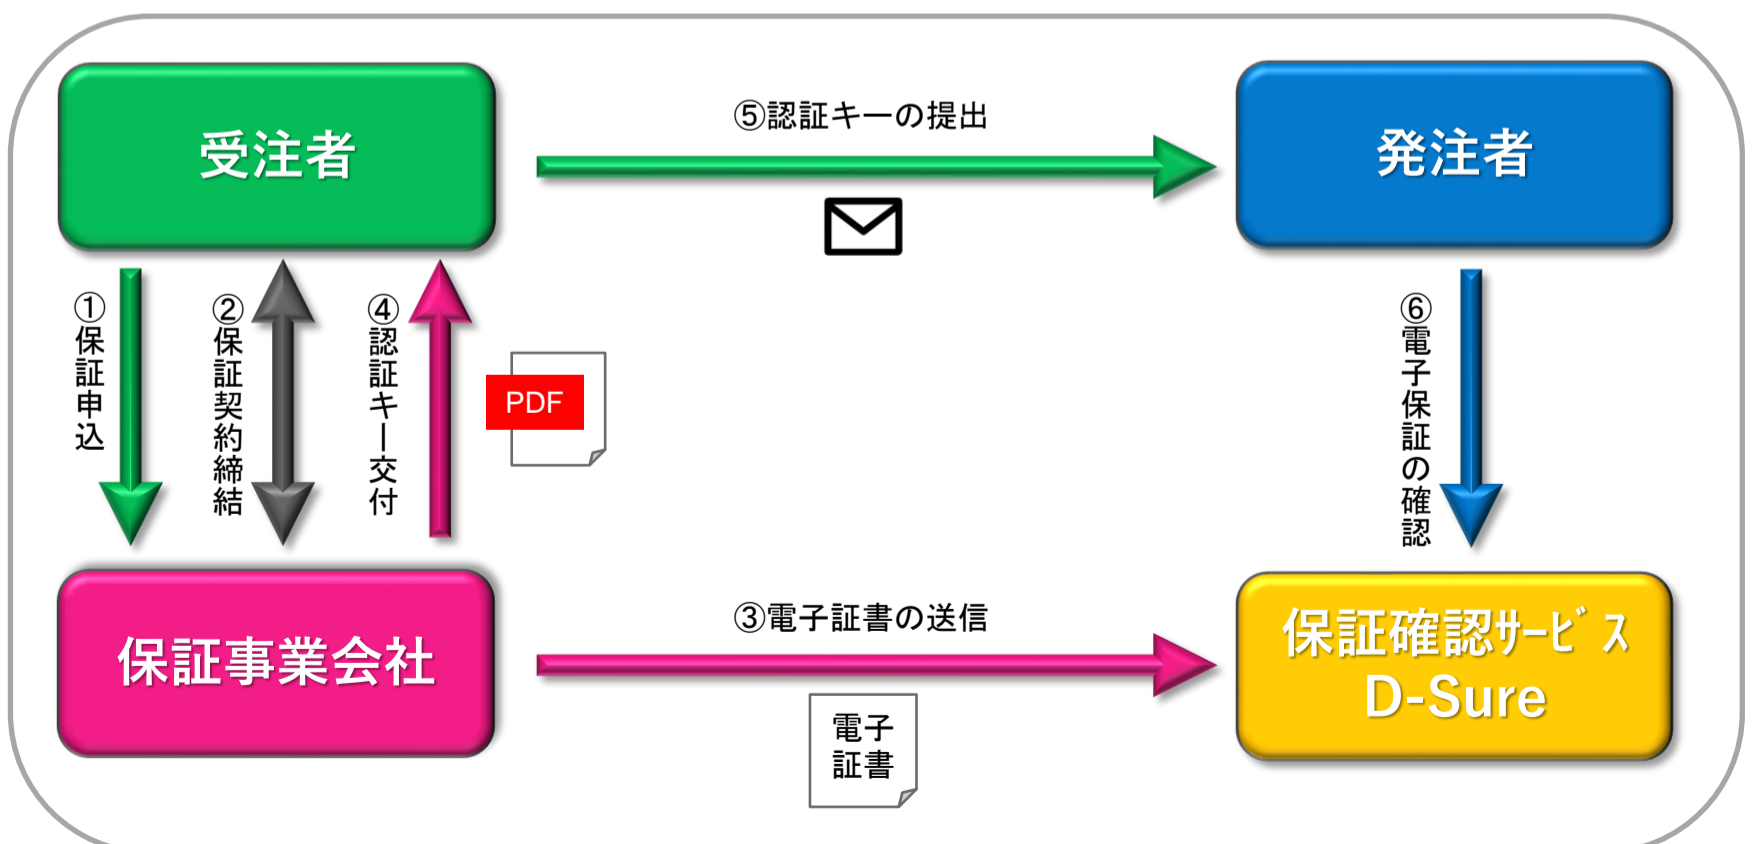 受注者
⑤認証キーの提出
発注者
①保証申込
②保証契約締結
④認証キー交付
PDF
⑥電子保証の確認
保証事業会社
③電子証書の送信
電子
証書
保証確認ｻｰﾋﾞｽ
D-Sure